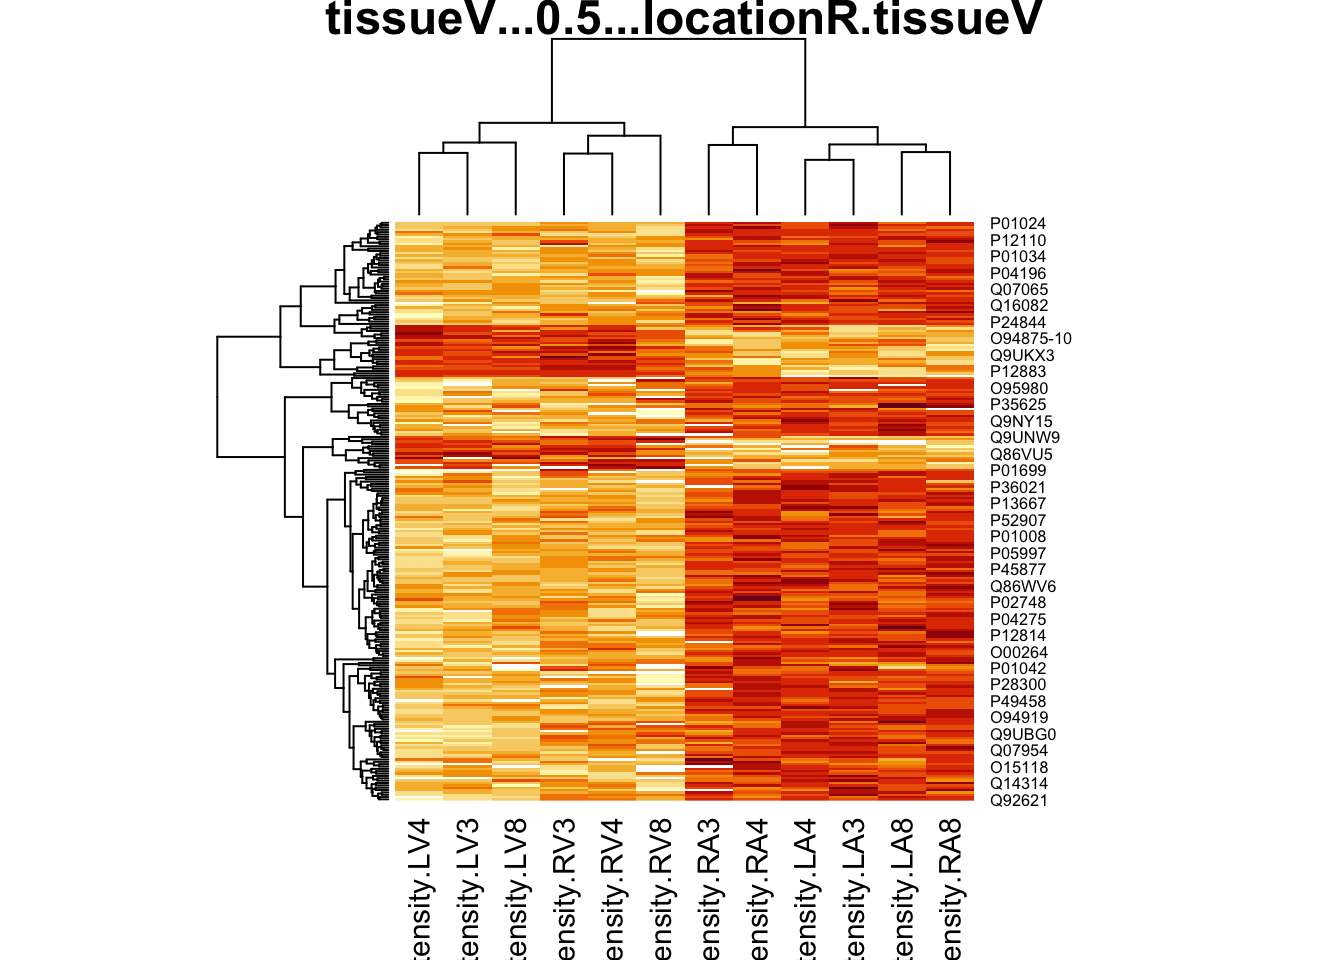 tissueV...0.5...locationR.tissueV
P01024
P12110
P01034
P04196
Q07065
Q16082
P24844
O94875-10
Q9UKX3
P12883
O95980
P35625
Q9NY15
Q9UNW9
Q86VU5
P01699
P36021
P13667
P52907
P01008
P05997
P45877
Q86WV6
P02748
P04275
P12814
O00264
P01042
P28300
P49458
O94919
Q9UBG0
Q07954
O15118
Q14314
Q92621
tensity.LV4
tensity.LV3
tensity.LV8
ensity.RV3
ensity.RV4
ensity.RV8
ensity.RA3
ensity.RA4
tensity.LA4
tensity.LA3
tensity.LA8
ensity.RA8